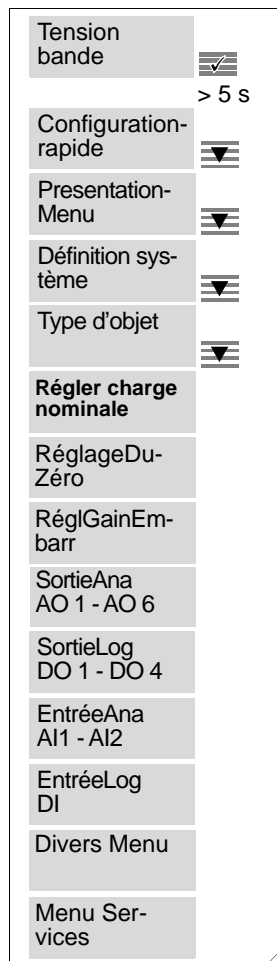 Tension
bande
> 5 s
Configuration-
rapide
Presentation-
Menu
Définition sys-
tème
Type d'objet
Régler charge
nominale
RéglageDu-
Zéro
RéglGainEm-
barr
SortieAna
AO 1 - AO 6
SortieLog
DO 1 - DO 4
EntréeAna
AI1 - AI2
EntréeLog
DI
Divers Menu
Menu Ser-
vices